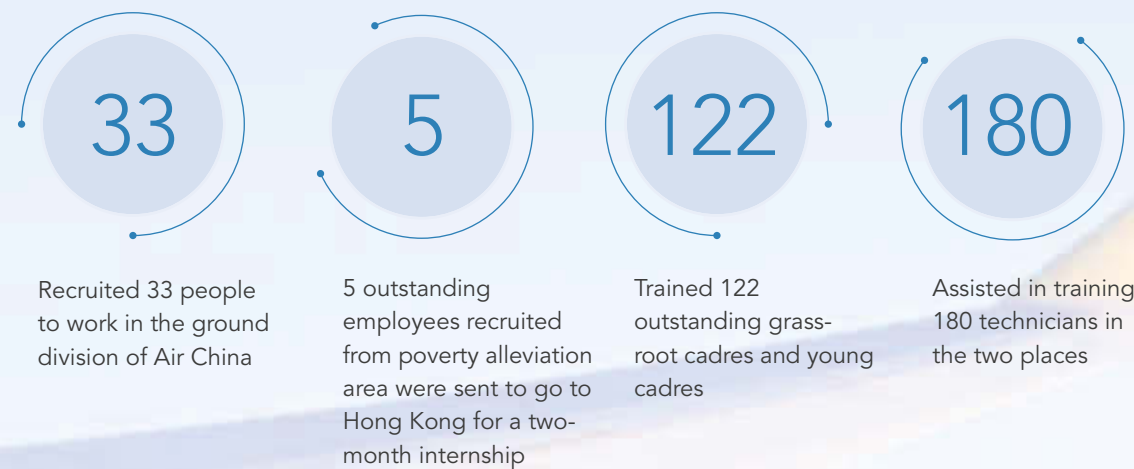 33
Recruited 33 people
to work in the ground
division of Air China
5
5 outstanding
employees recruited
from poverty alleviation
area were sent to go to
Hong Kong for a two-
month internship
122
Trained 122
outstanding grass-
root cadres and young
cadres
180
Assisted in training
180 technicians in
the two places